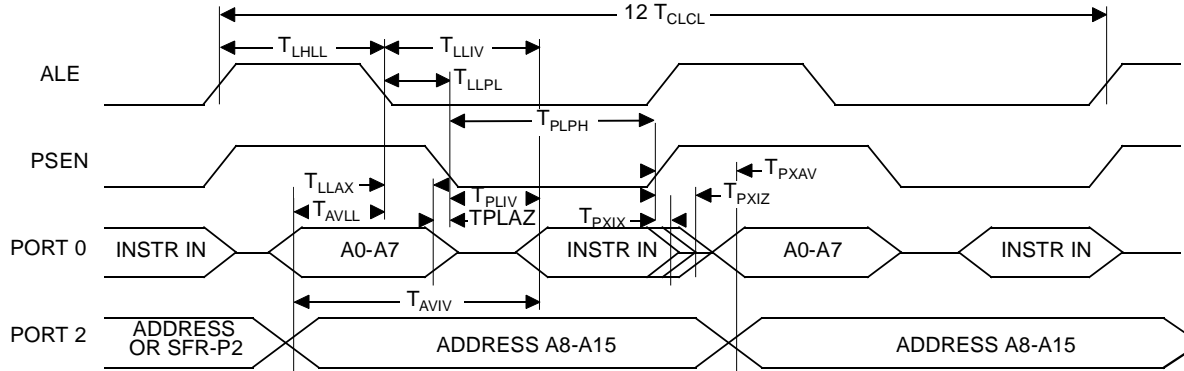 12 TCLCL
TLHLL
TLLIV
ALE
TLLPL
TPLPH
PSEN
TPXAV
TLLAX
TPLIV
TPXIZ
TAVLL
TPLAZ
TPXIX
PORT 0
INSTR IN
A0-A7
INSTR IN
A0-A7
INSTR IN
TAVIV
PORT 2
ADDRESS
OR SFR-P2
ADDRESS A8-A15
ADDRESS A8-A15